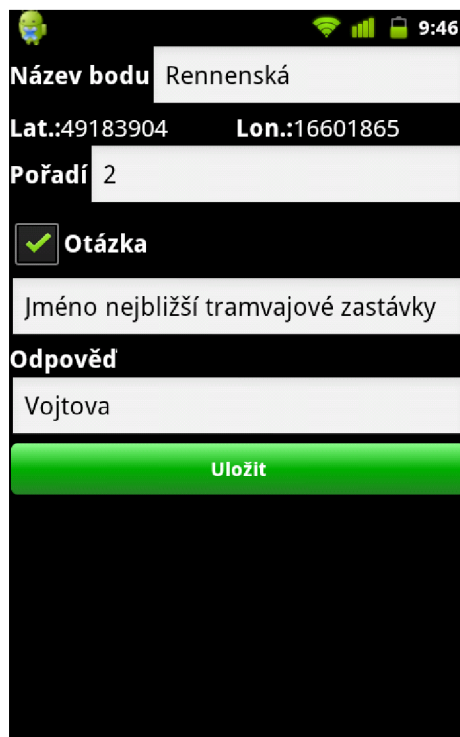 9:46
Název bodu Rennenská
Lat.:49183904 Lon.:16601865
Pořadí 2
Otázka
Jméno nejbližší tramvajové zastávky
Odpověď
Vojtova
Uložit